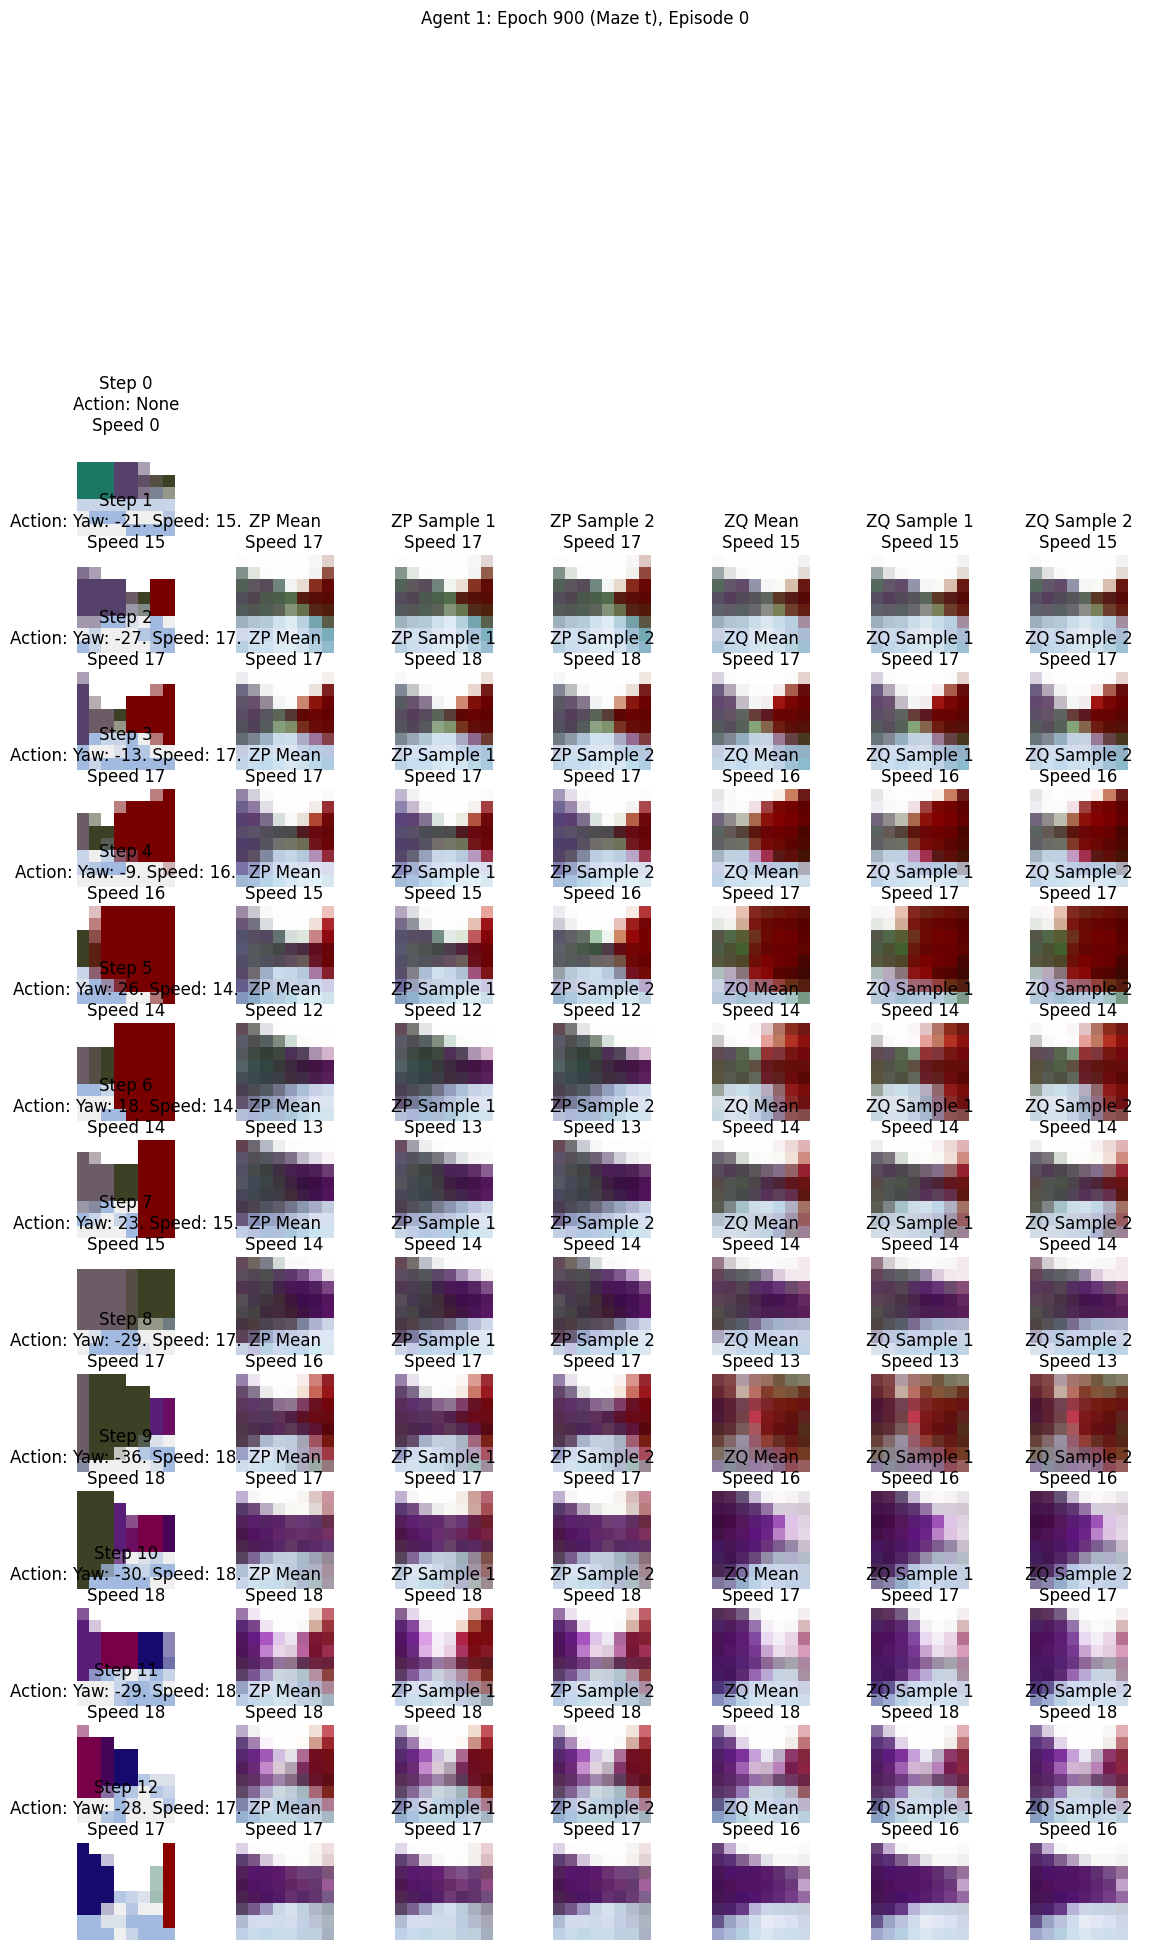 Agent 1: Epoch 900 (Maze t), Episode 0
Step 0
Action: None
Speed 0
Step 1
Action: Yaw: -21. Speed: 15. ZP Mean ZP Sample 1 ZP Sample 2 ZQ Mean ZQ Sample 1 ZQ Sample 2
Speed 15 Speed 17 Speed 17 Speed 17 Speed 15 Speed 15 Speed 15
Step 2
Action: Yaw: -27. Speed: 17. ZP Mean ZP Sample 1 ZP Sample 2 ZQ Mean ZQ Sample 1 ZQ Sample 2
Speed 17 Speed 17 Speed 18 Speed 18 Speed 17 Speed 17 Speed 17
Step 3
Action: Yaw: -13. Speed: 17. ZP Mean ZP Sample 1 ZP Sample 2 ZQ Mean ZQ Sample 1 ZQ Sample 2
Speed 17 Speed 17 Speed 17 Speed 17 Speed 16 Speed 16 Speed 16
Step 4
Action: Yaw: -9. Speed: 16. ZP Mean ZP Sample 1 ZP Sample 2 ZQ Mean ZQ Sample 1 ZQ Sample 2
Speed 16 Speed 15 Speed 15 Speed 16 Speed 17 Speed 17 Speed 17
Step 5
Action: Yaw: 26. Speed: 14. ZP Mean ZP Sample 1 ZP Sample 2 ZQ Mean ZQ Sample 1 ZQ Sample 2
Speed 14 Speed 12 Speed 12 Speed 12 Speed 14 Speed 14 Speed 14
Step 6
Action: Yaw: 18. Speed: 14. ZP Mean ZP Sample 1 ZP Sample 2 ZQ Mean ZQ Sample 1 ZQ Sample 2
Speed 14 Speed 13 Speed 13 Speed 13 Speed 14 Speed 14 Speed 14
Step 7
Action: Yaw: 23. Speed: 15. ZP Mean ZP Sample 1 ZP Sample 2 ZQ Mean ZQ Sample 1 ZQ Sample 2
Speed 15 Speed 14 Speed 14 Speed 14 Speed 14 Speed 14 Speed 14
Step 8
Action: Yaw: -29. Speed: 17. ZP Mean ZP Sample 1 ZP Sample 2 ZQ Mean ZQ Sample 1 ZQ Sample 2
Speed 17 Speed 16 Speed 17 Speed 17 Speed 13 Speed 13 Speed 13
Step 9
Action: Yaw: -36. Speed: 18. ZP Mean ZP Sample 1 ZP Sample 2 ZQ Mean ZQ Sample 1 ZQ Sample 2
Speed 18 Speed 17 Speed 17 Speed 17 Speed 16 Speed 16 Speed 16
Step 10
Action: Yaw: -30. Speed: 18. ZP Mean ZP Sample 1 ZP Sample 2 ZQ Mean ZQ Sample 1 ZQ Sample 2
Speed 18 Speed 18 Speed 18 Speed 18 Speed 17 Speed 17 Speed 17
Step 11
Action: Yaw: -29. Speed: 18. ZP Mean ZP Sample 1 ZP Sample 2 ZQ Mean ZQ Sample 1 ZQ Sample 2
Speed 18 Speed 18 Speed 18 Speed 18 Speed 18 Speed 18 Speed 18
Step 12
Action: Yaw: -28. Speed: 17. ZP Mean ZP Sample 1 ZP Sample 2 ZQ Mean ZQ Sample 1 ZQ Sample 2
Speed 17 Speed 17 Speed 17 Speed 17 Speed 16 Speed 16 Speed 16